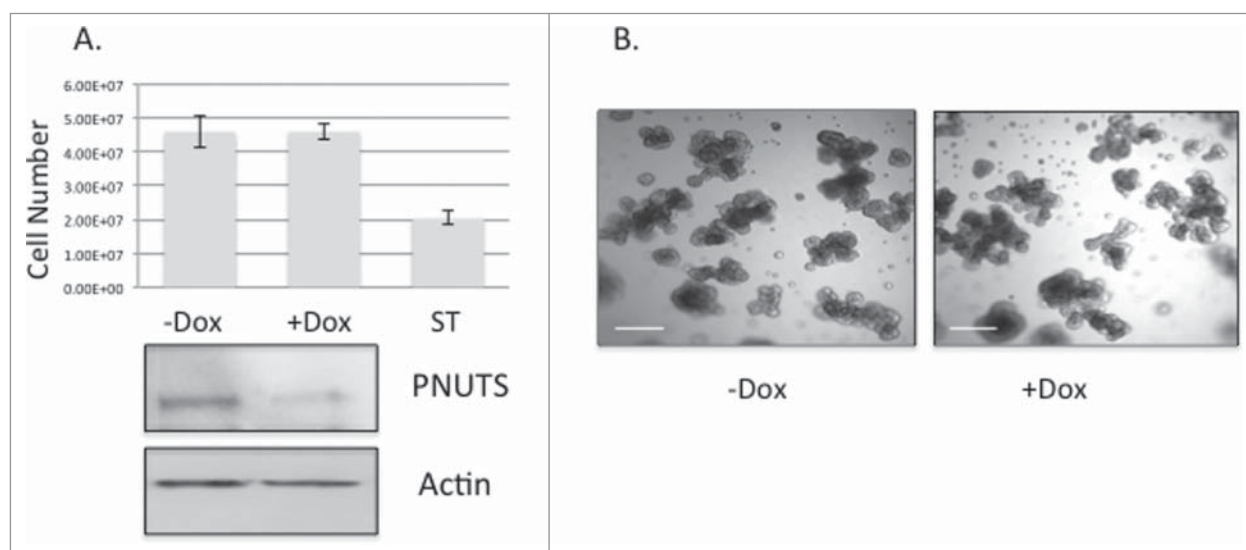 A.
Cell Number
6.00E+07
5.00E+07
4.00E+07
3.00E+07
2.00E+07
1.00E+07
0.00E+00
-Dox +Dox ST
PNUTS
Actin
B.
-Dox +Dox